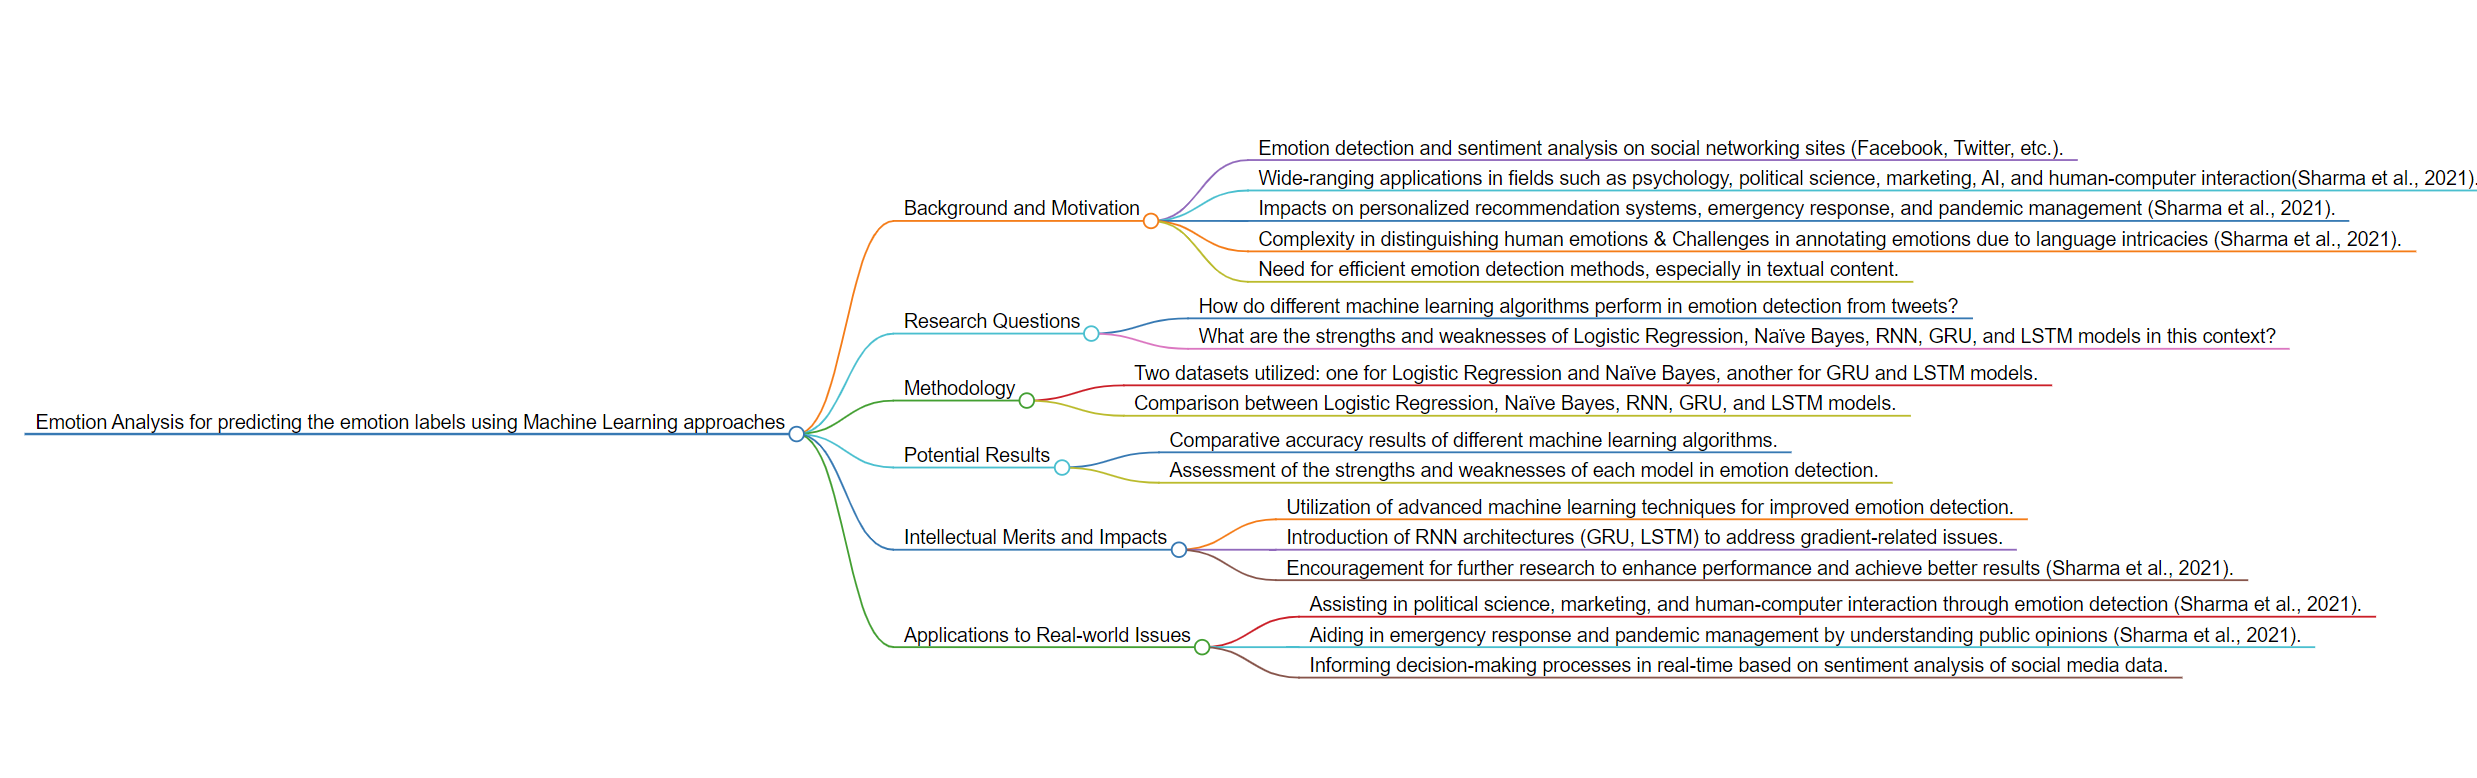 Emotion Analysis for predicting the emotion labels using Machine Learning approaches
Background and Motivation
Emotion detection and sentiment analysis on social networking sites (Facebook, Twitter, etc.).
Wide-ranging applications in fields such as psychology, political science, marketing, AI, and human-computer interaction(Sharma et al., 2021).
Impacts on personalized recommendation systems, emergency response, and pandemic management (Sharma et al., 2021).
Complexity in distinguishing human emotions & Challenges in annotating emotions due to language intricacies (Sharma et al., 2021).
Need for efficient emotion detection methods, especially in textual content.
Research Questions
How do different machine learning algorithms perform in emotion detection from tweets?
What are the strengths and weaknesses of Logistic Regression, Naïve Bayes, RNN, GRU, and LSTM models in this context?
Methodology
Two datasets utilized: one for Logistic Regression and Naïve Bayes, another for GRU and LSTM models.
Comparison between Logistic Regression, Naïve Bayes, RNN, GRU, and LSTM models.
Potential Results
Comparative accuracy results of different machine learning algorithms.
Assessment of the strengths and weaknesses of each model in emotion detection.
Intellectual Merits and Impacts
Utilization of advanced machine learning techniques for improved emotion detection.
Introduction of RNN architectures (GRU, LSTM) to address gradient-related issues.
Encouragement for further research to enhance performance and achieve better results (Sharma et al., 2021).
Applications to Real-world Issues
Assisting in political science, marketing, and human-computer interaction through emotion detection (Sharma et al., 2021).
Aiding in emergency response and pandemic management by understanding public opinions (Sharma et al., 2021).
Informing decision-making processes in real-time based on sentiment analysis of social media data.